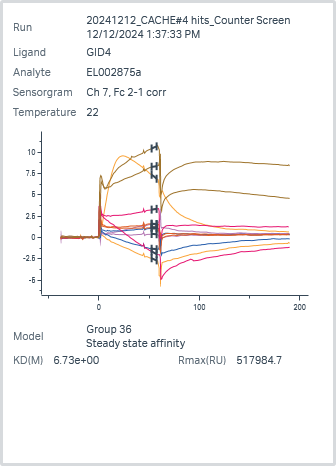 Run 20241212_CACHE#4 hits_Counter Screen
12/12/2024 1:37:33 PM
Ligand GID4
Analyte EL002875a
Sensorgram Ch 7, Fc 2-1 corr
Temperature 22
10
7.5
5
2.5
0
-2.5
-5
0 100 200
Model Group 36
Steady state affinity
KD(M) 6.73e+00 Rmax(RU) 517984.7